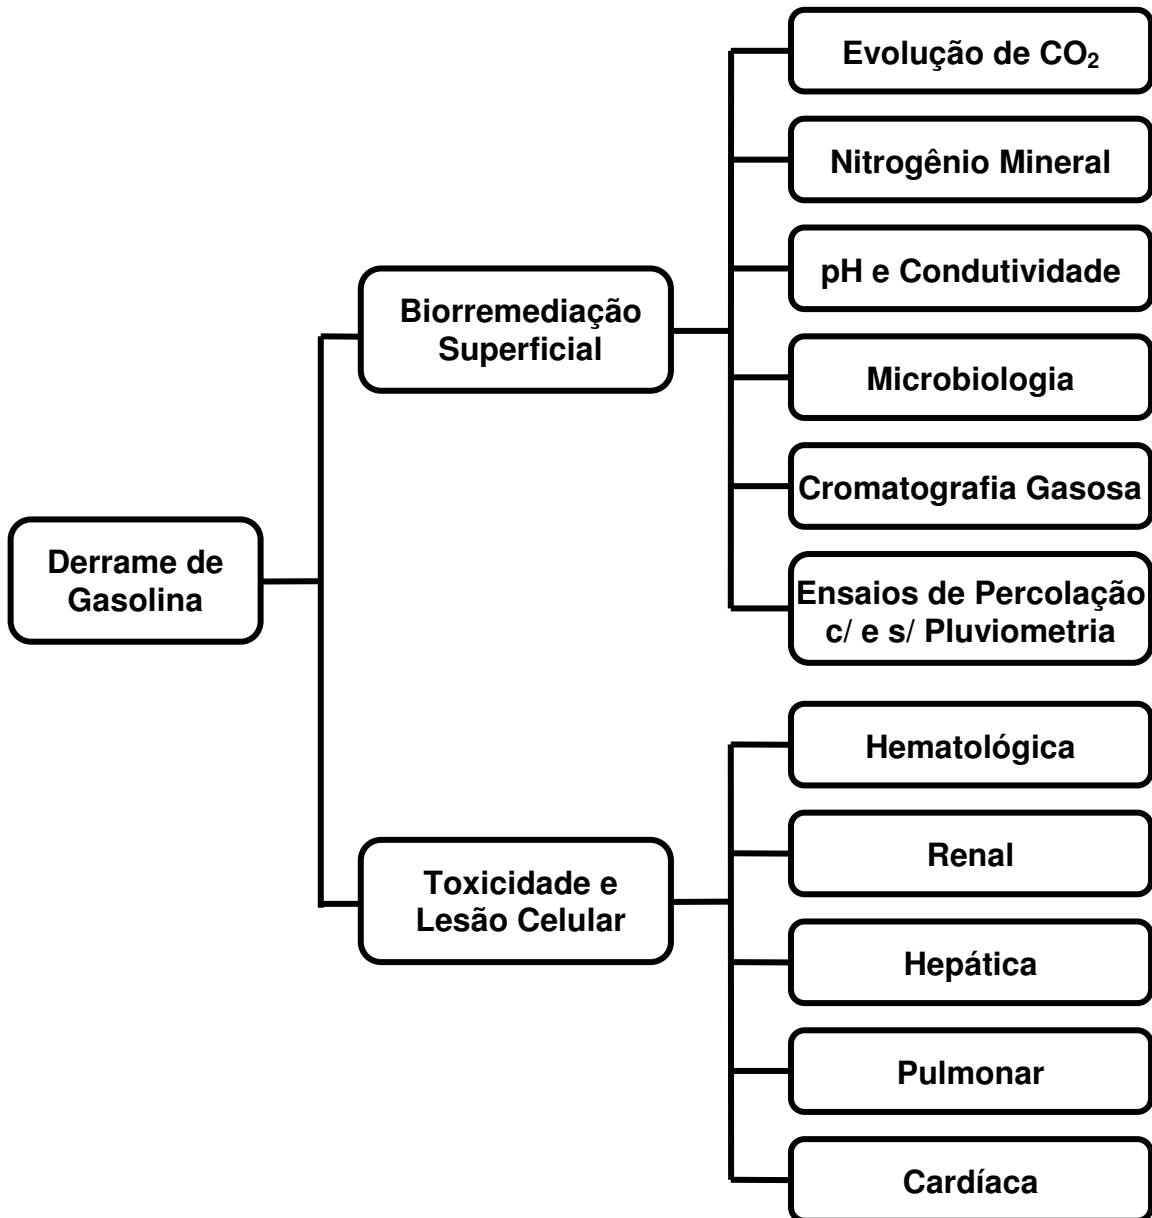 Evolução de CO₂
Nitrogênio Mineral
pH e Condutividade
Biorremediação
Superficial
Microbiologia
Cromatografia Gasosa
Derrame de
Gasolina
Ensaios de Percolação
c/ e s/ Pluviometria
Hematológica
Renal
Toxicidade e
Lesão Celular
Hepática
Pulmonar
Cardíaca